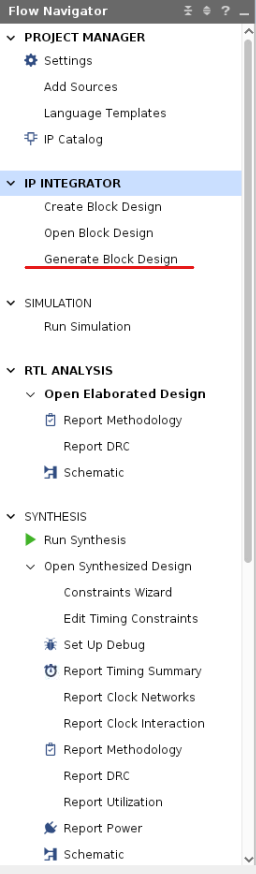 Flow Navigator ?
PROJECT MANAGER
Settings
Add Sources
Language Templates
IP Catalog
IP INTEGRATOR
Create Block Design
Open Block Design
Generate Block Design
SIMULATION
Run Simulation
RTL ANALYSIS
Open Elaborated Design
Report Methodology
Report DRC
Schematic
SYNTHESIS
Run Synthesis
Open Synthesized Design
Constraints Wizard
Edit Timing Constraints
Set Up Debug
Report Timing Summary
Report Clock Networks
Report Clock Interaction
Report Methodology
Report DRC
Report Utilization
Report Power
Schematic